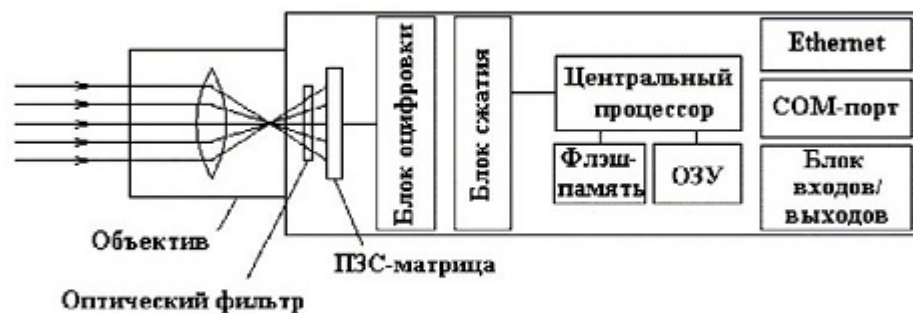 Блок оцифровки
Блок сжатия
Центральный
процессор
Флэш-
память
ОЗУ
Ethernet
COM-порт
Блок
входов/
выходов
Объектив
ПЗС-матрица
Оптический фильтр